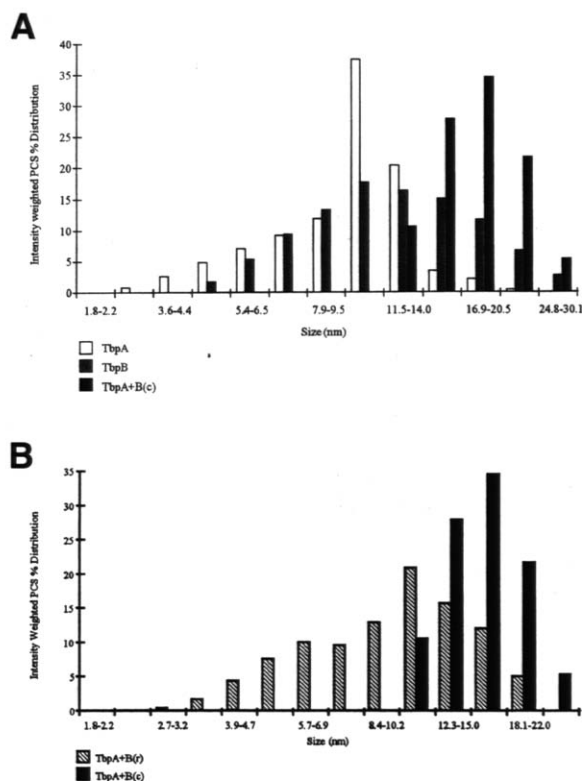 A
Intensity weighted PCS % Distribution
40
35
30
25
20
15
10
5
0
1.8-2.2 3.6-4.4 5.4-6.5 7.9-9.5 11.5-14.0 16.9-20.5 24.8-30.1
Size (nm)
TbpA
TbpB
TbpA+B(c)
B
Intensity Weighted PCS % Distribution
35
30
25
20
15
10
5
0
1.8-2.2 2.7-3.2 3.9-4.7 5.7-6.9 8.4-10.2 12.3-15.0 18.1-22.0
Size (nm)
TbpA+B(r)
TbpA+B(c)